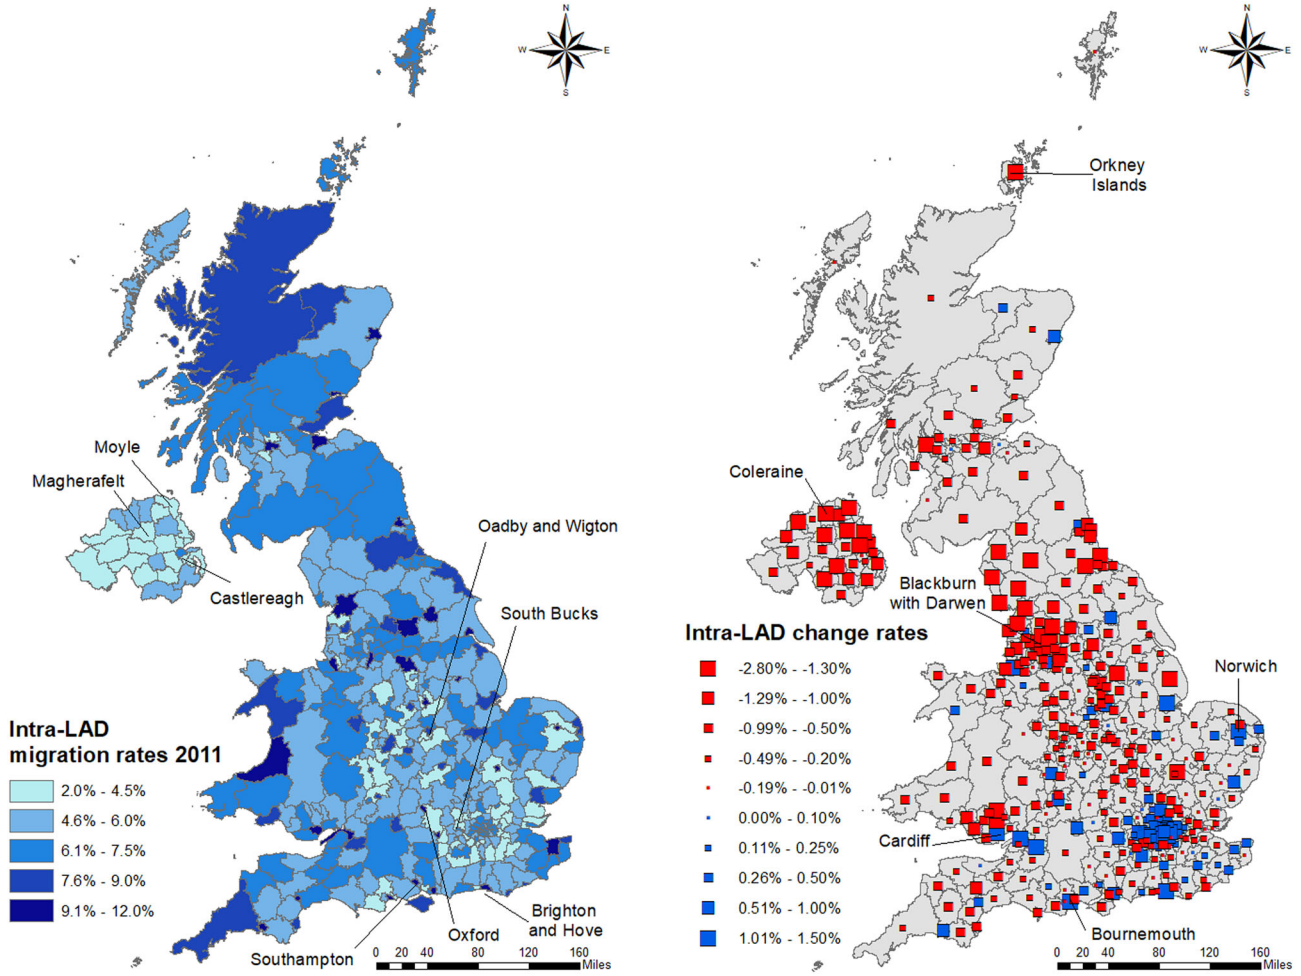 N
W
E
S
Moyle
Magherafelt
Castlereagh
Oadby and Wigton
South Bucks
Intra-LAD
migration rates 2011
2.0% - 4.5%
4.6% - 6.0%
6.1% - 7.5%
7.6% - 9.0%
9.1% - 12.0%
Brighton
and Hove
Oxford
Southampton
0 20 40 80 120 160
Miles
N
W
E
S
Orkney
Islands
Coleraine
Blackburn
with Darwen
Norwich
Intra-LAD change rates
-2.80% - -1.30%
-1.29% - -1.00%
-0.99% - -0.50%
-0.49% - -0.20%
-0.19% - -0.01%
0.00% - 0.10%
0.11% - 0.25%
0.26% - 0.50%
0.51% - 1.00%
1.01% - 1.50%
Cardiff
Bournemouth
0 20 40 80 120 160
Miles